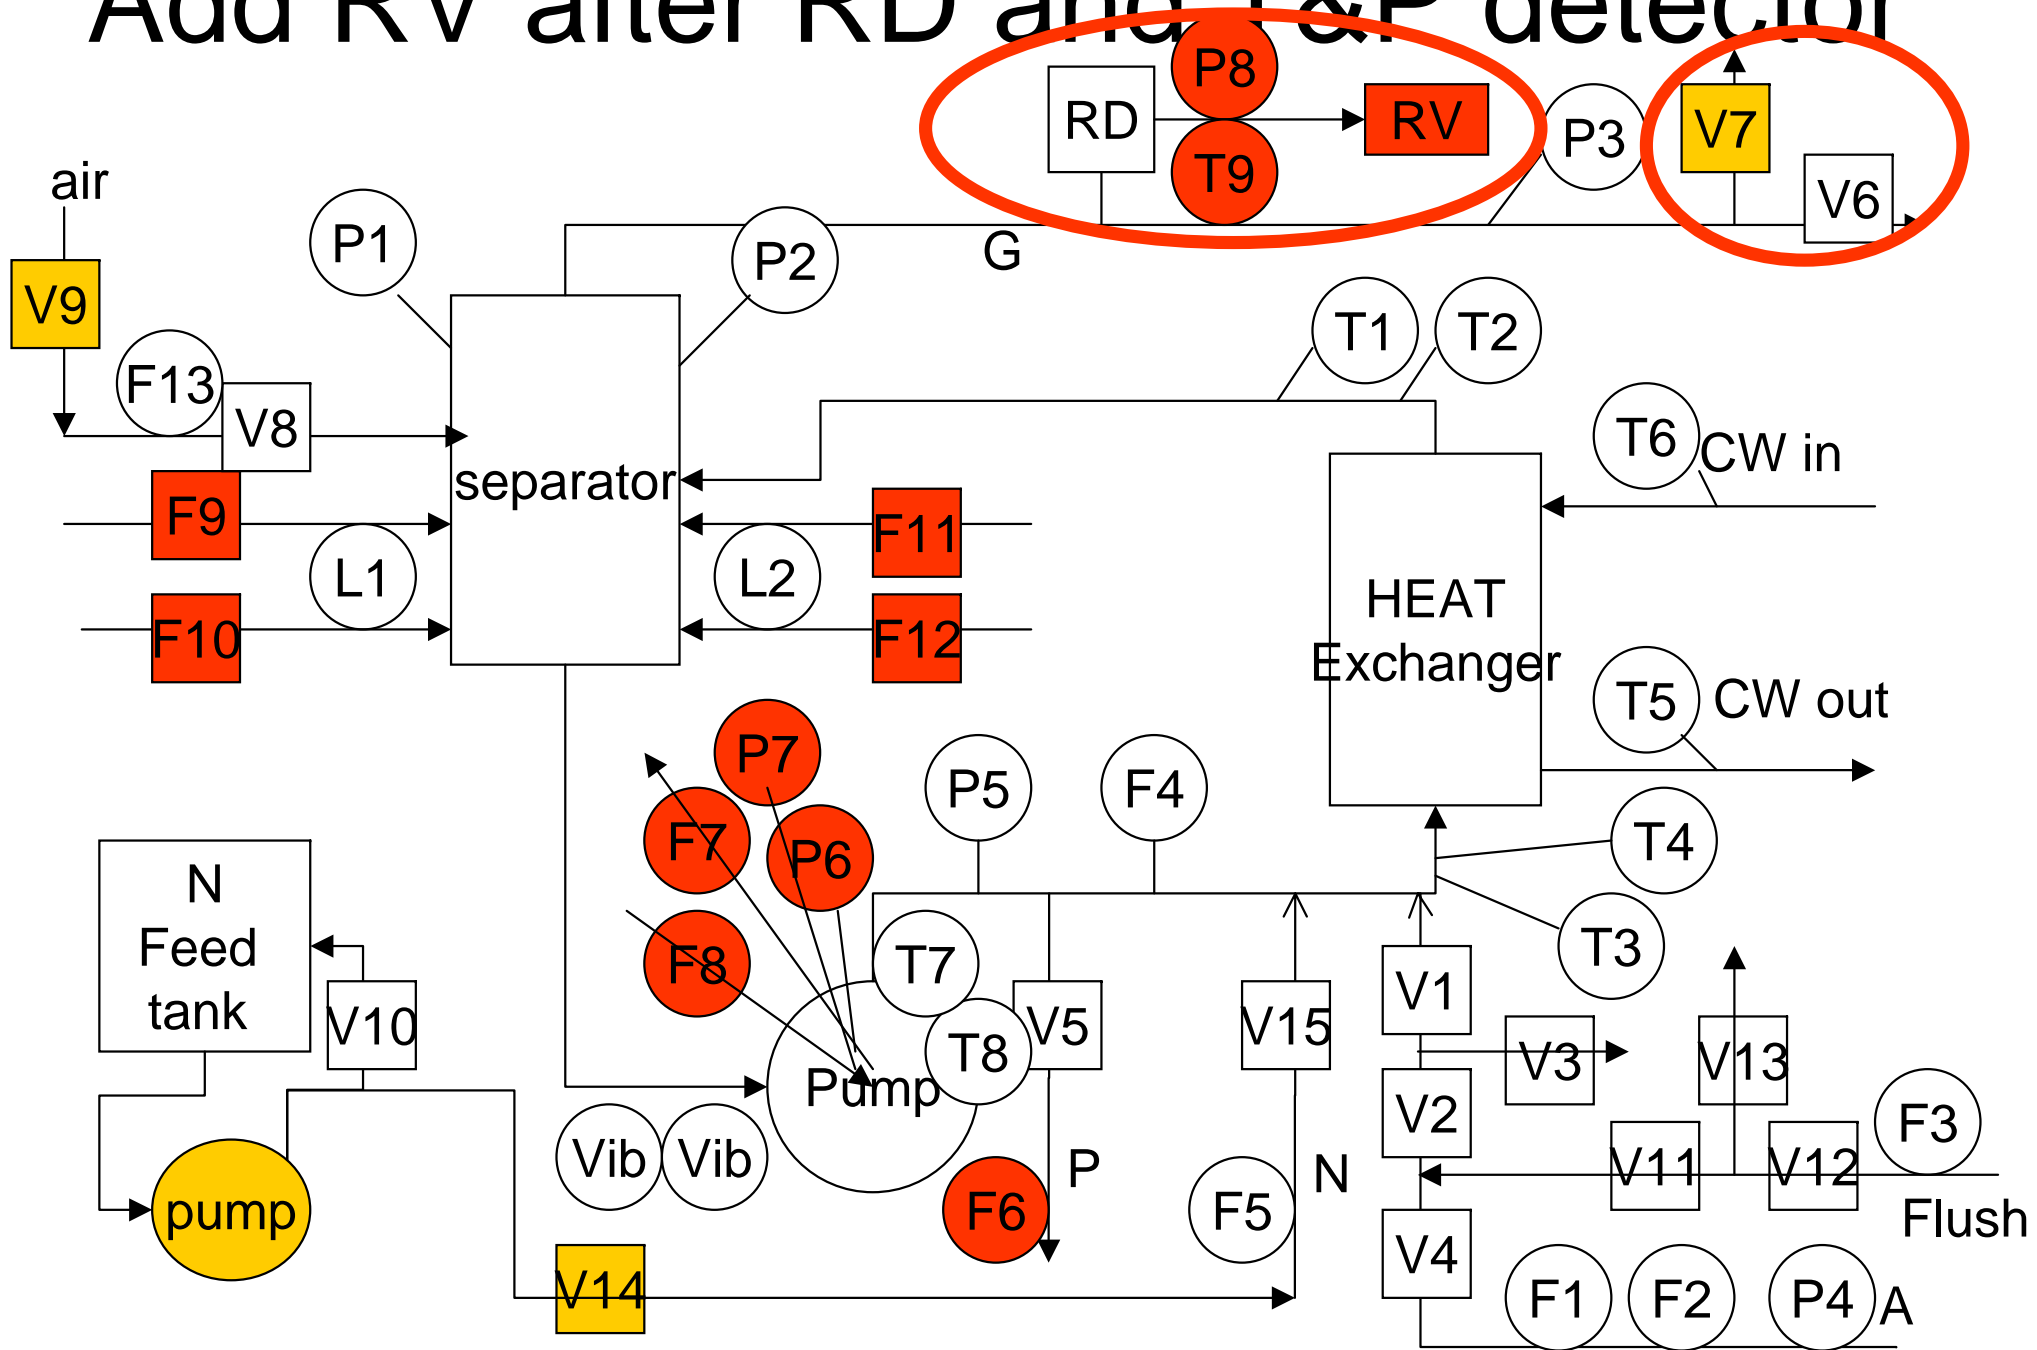 Add RV after RD and T&P detector
P8
RD
RV
T9
P3
V7
V6
air
P1
P2
G
V9
F13
V8
T1
T2
T6
CW in
separator
F9
F11
L1
L2
F10
F12
HEAT
Exchanger
T5
CW out
P7
P5
F4
F7
P6
T4
N
Feed
tank
F8
T7
T3
V10
V5
V15
V1
T8
V3
V13
Pump
V2
F3
Vib
Vib
P
N
V11
V12
pump
F6
F5
Flush
V4
V14
F1
F2
P4
A